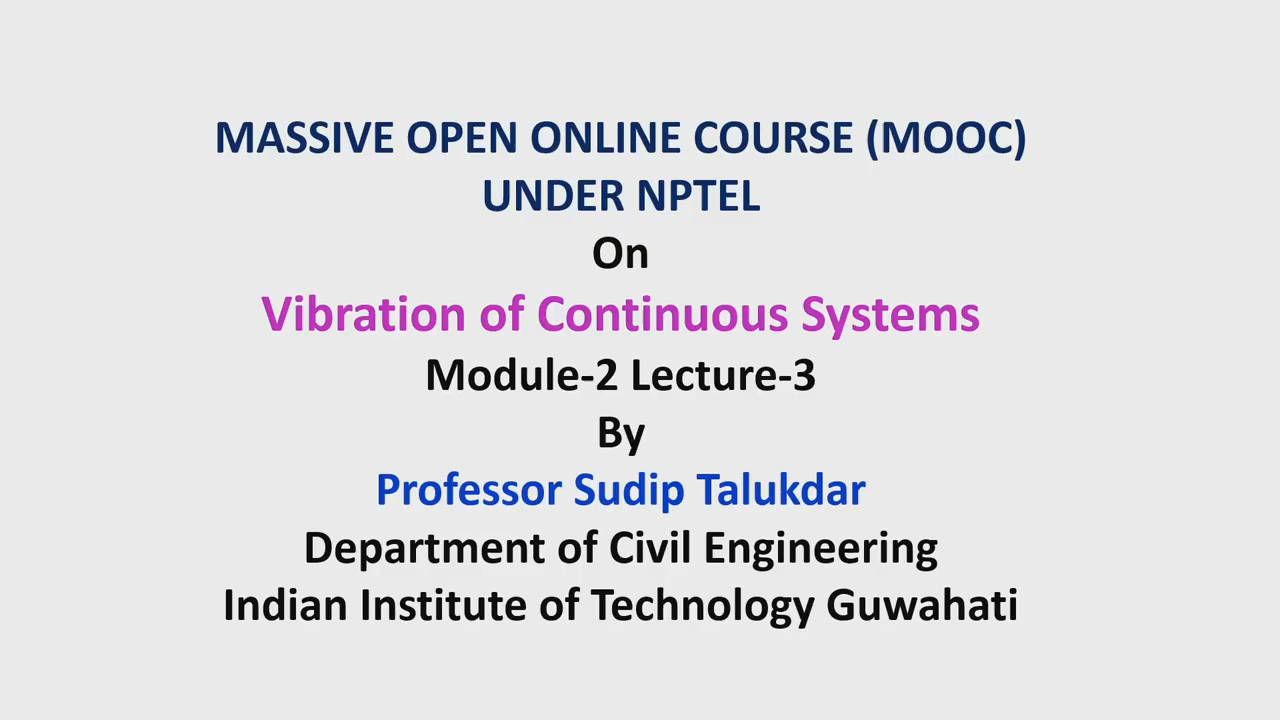 MASSIVE OPEN ONLINE COURSE (MOOC)
UNDER NPTEL
On
Vibration of Continuous Systems
Module-2 Lecture-3
By
Professor Sudip Talukdar
Department of Civil Engineering
Indian Institute of Technology Guwahati